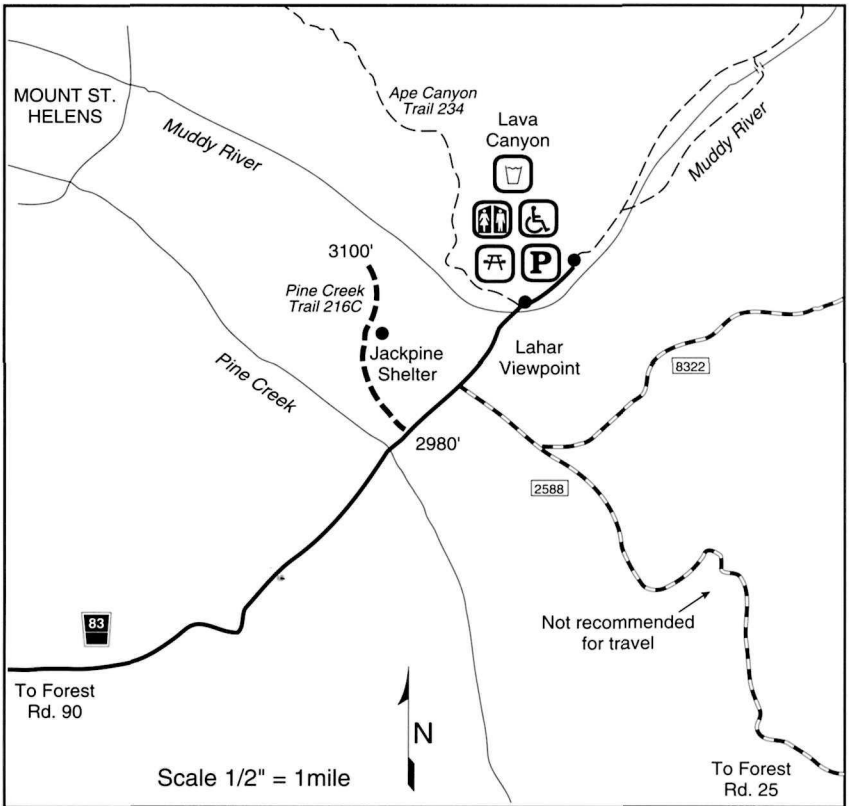 MOUNT ST.
HELENS
Muddy River
Ape Canyon
Trail 234
Lava
Canyon
Muddy River
P
3100'
Pine Creek
Trail 216C
Jackpine
Shelter
Lahar
Viewpoint
8322
Pine Creek
2980'
2588
Not recommended
for travel
83
To Forest
Rd. 90
N
Scale 1/2" = 1mile
To Forest
Rd. 25